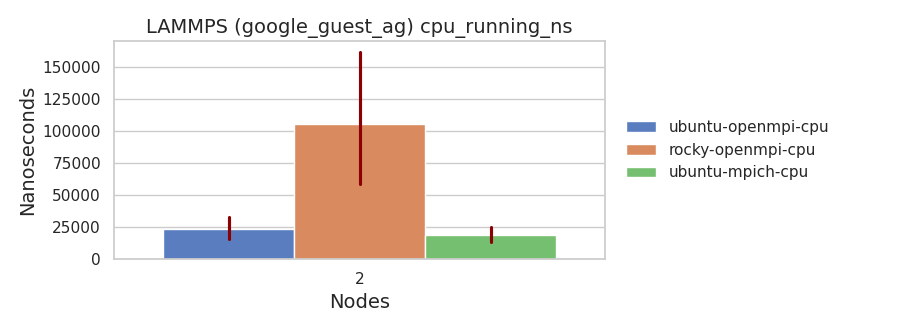 LAMMPS (google_guest_ag) cpu_running_ns
150000
125000
100000
75000
50000
25000
0
Nanoseconds
2
Nodes
ubuntu-openmpi-cpu
rocky-openmpi-cpu
ubuntu-mpich-cpu